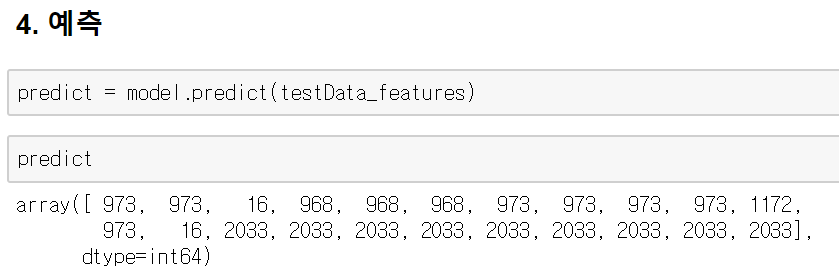 4. 예측
predict = model.predict(testData_features)
predict
array([ 973,  973,   16,  968,  968,  968,  973,  973,  973,  973, 1172,
        973,   16, 2033, 2033, 2033, 2033, 2033, 2033, 2033, 2033, 2033],
      dtype=int64)